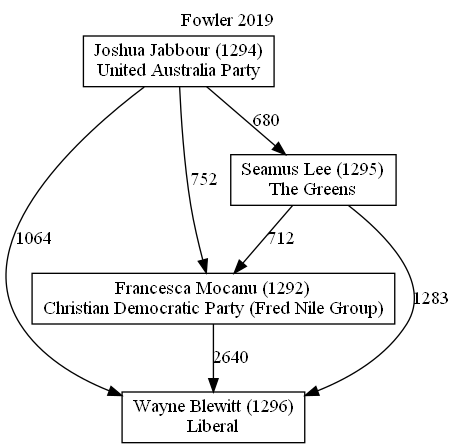 Fowler 2019
Joshua Jabbour (1294)
United Australia Party
680
Seamus Lee (1295)
The Greens
752
1064
712
Francesca Mocanu (1292)
Christian Democratic Party (Fred Nile Group)
1283
2640
Wayne Blewitt (1296)
Liberal